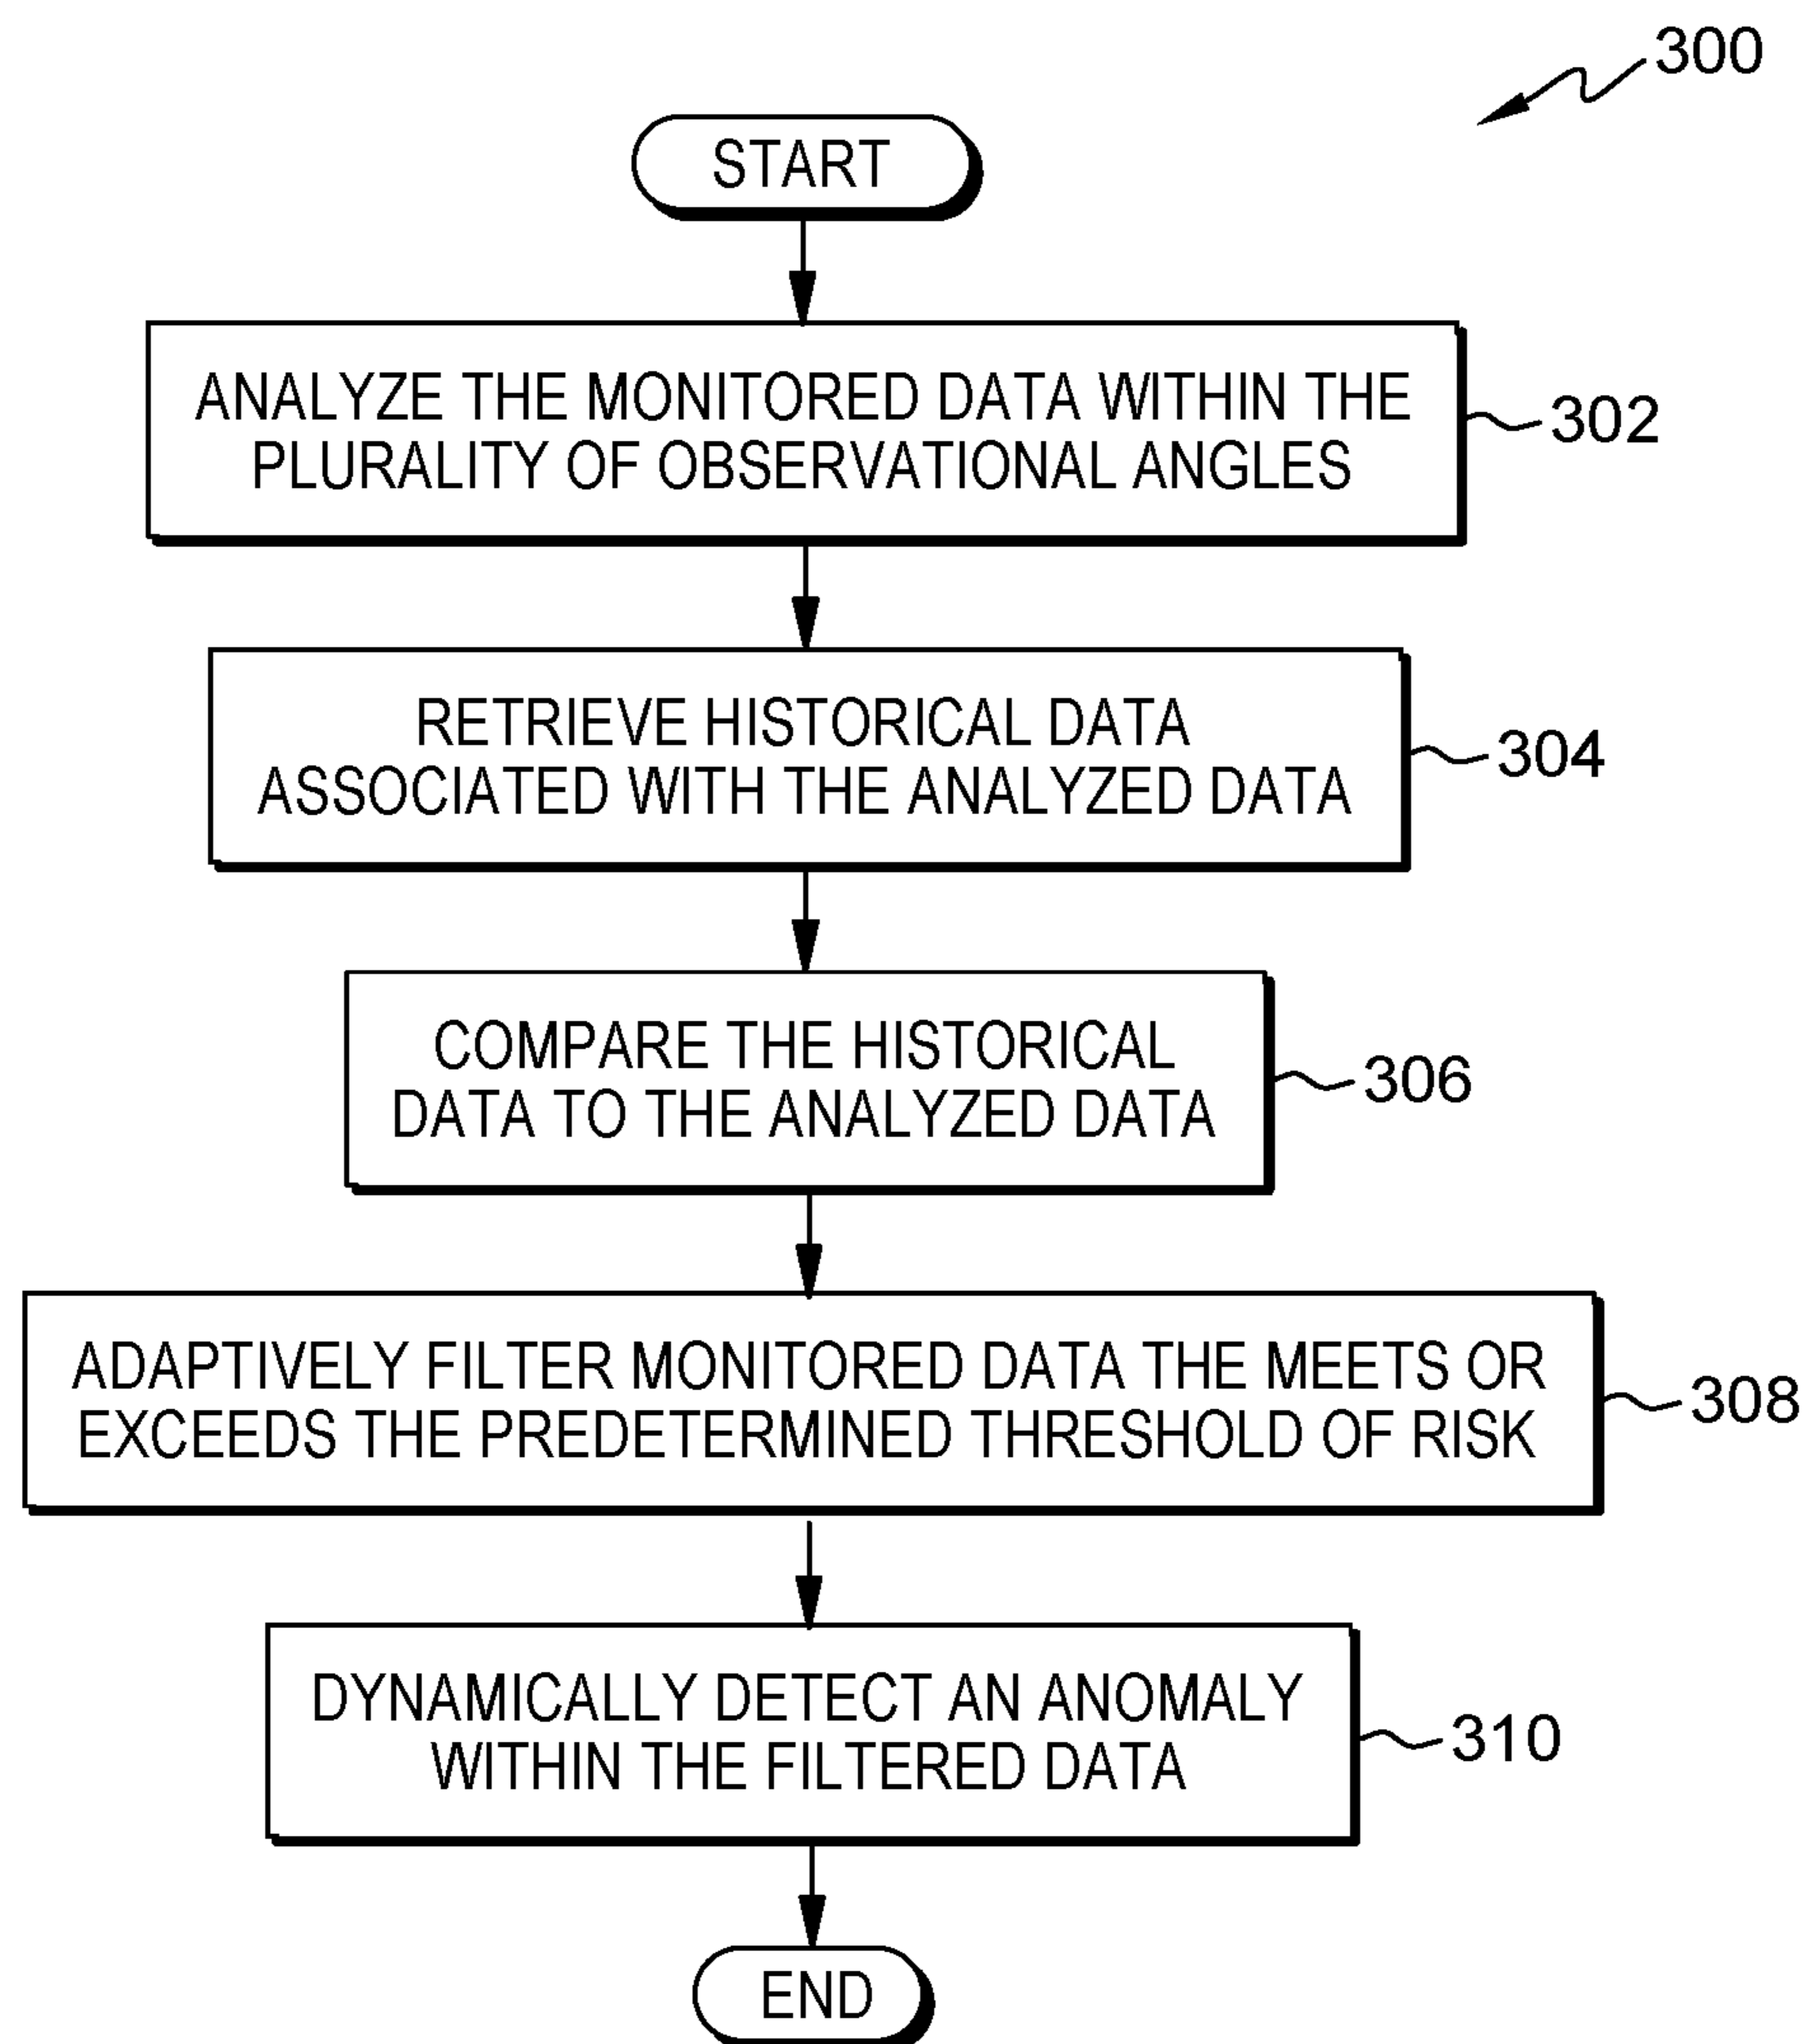 300
START
ANALYZE THE MONITORED DATA WITHIN THE
PLURALITY OF OBSERVATIONAL ANGLES
302
RETRIEVE HISTORICAL DATA
ASSOCIATED WITH THE ANALYZED DATA
304
COMPARE THE HISTORICAL
DATA TO THE ANALYZED DATA
306
ADAPTIVELY FILTER MONITORED DATA THE MEETS OR
EXCEEDS THE PREDETERMINED THRESHOLD OF RISK
308
DYNAMICALLY DETECT AN ANOMALY
WITHIN THE FILTERED DATA
310
END